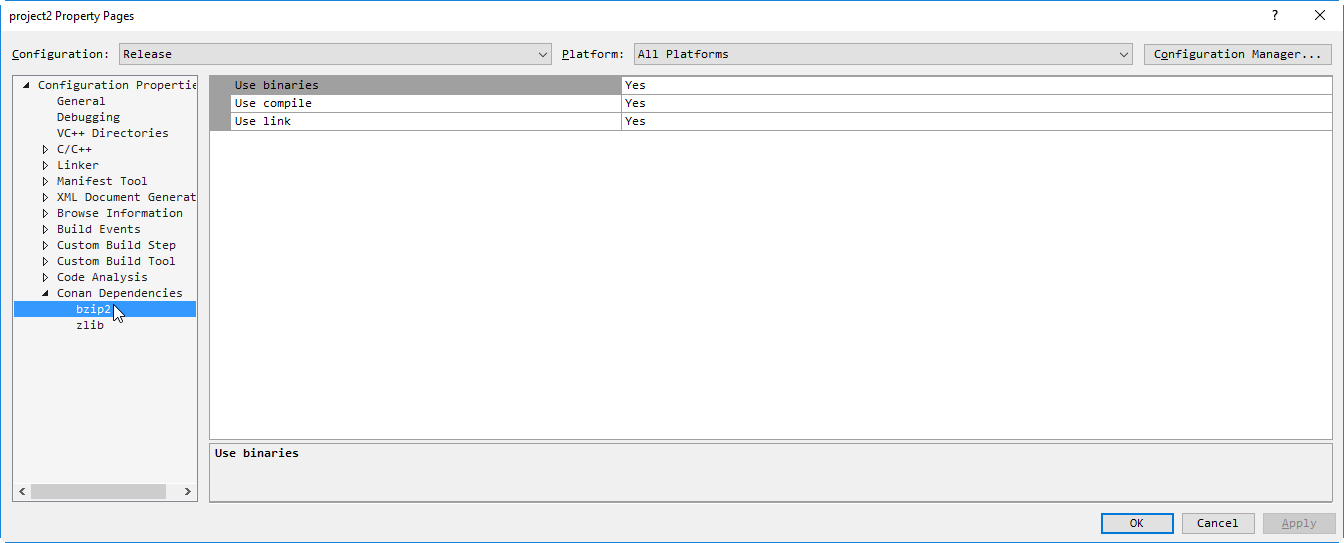 project2 Property Pages
?
Configuration: Release Platform: All Platforms Configuration Manager...
Configuration Propertie
General
Debugging
VC++ Directories
C/C++
Linker
Manifest Tool
XML Document Generat
Browse Information
Build Events
Custom Build Step
Custom Build Tool
Code Analysis
Conan Dependencies
bzip2
zlib
Use binaries Yes
Use compile Yes
Use link Yes
Use binaries
OK Cancel Apply